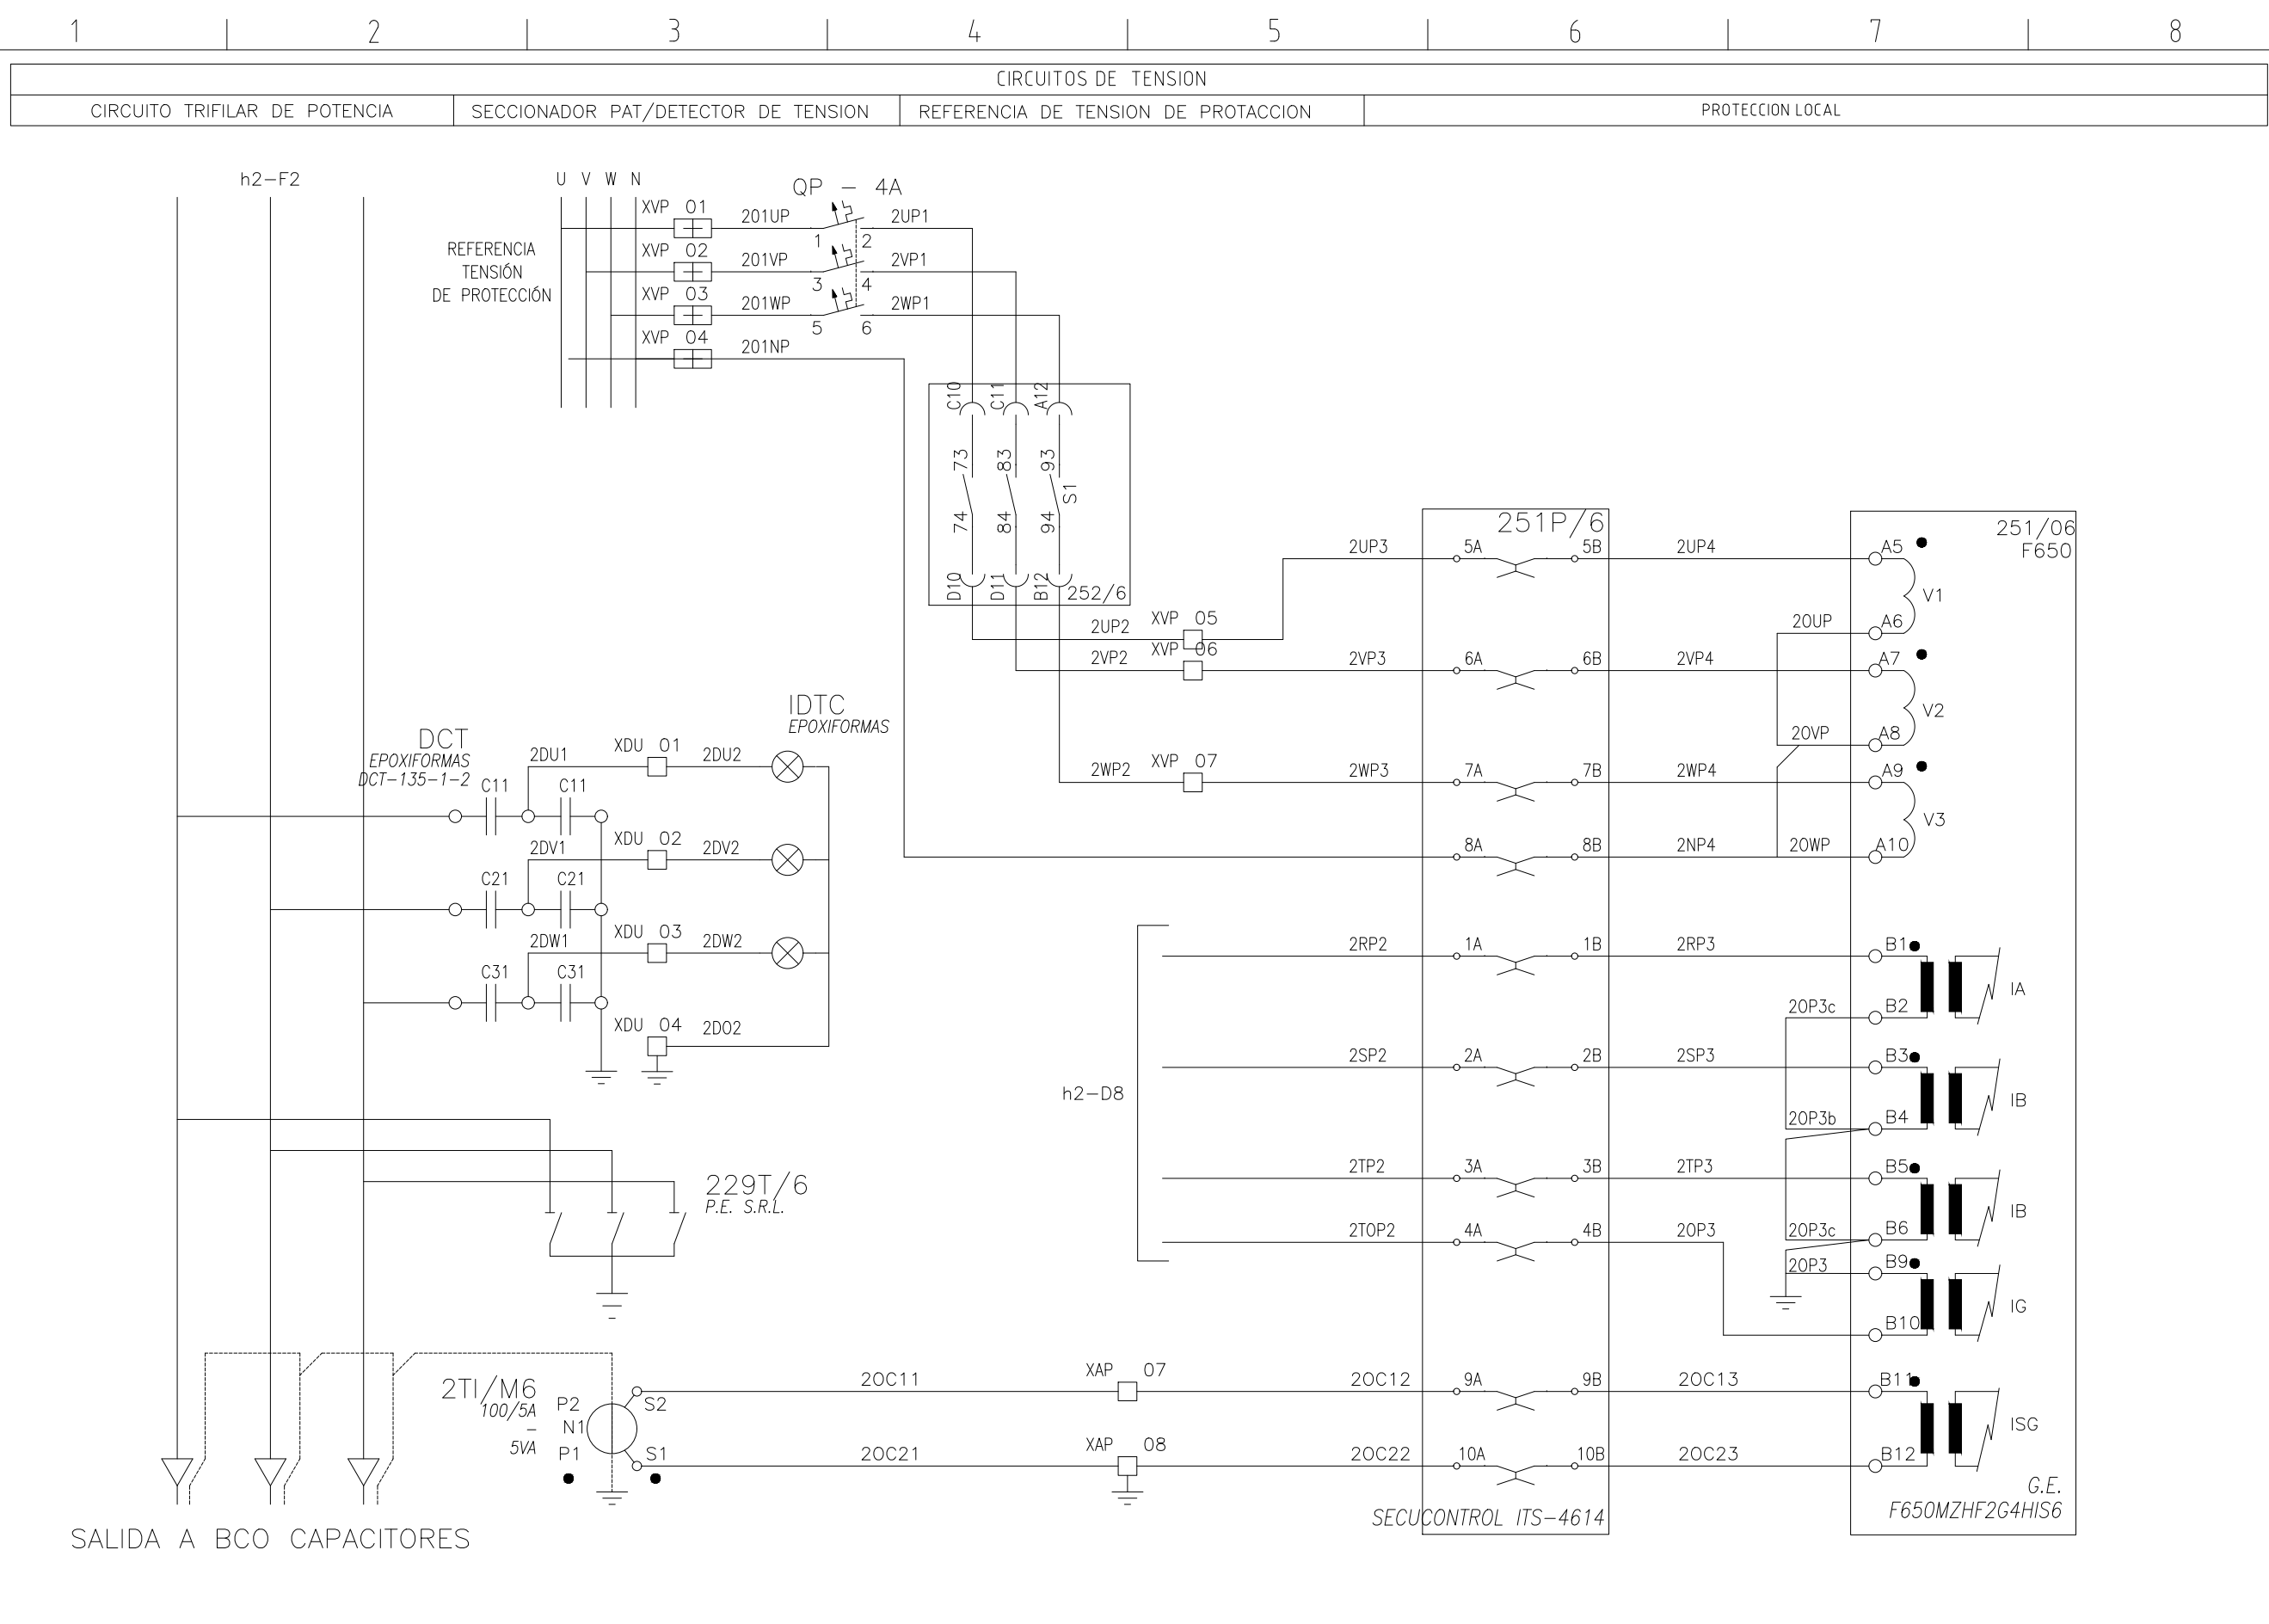 1 2 3 4 5 6 7 8
CIRCUITOS DE TENSION
CIRCUITO TRIFILAR DE POTENCIA
SECCIONADOR PAT/DETECTOR DE TENSION
REFERENCIA DE TENSION DE PROTACCION
PROTECCION LOCAL
h2-F2
U V W N
QP - 4A
REFERENCIA
TENSIÓN
DE PROTECCIÓN
XVP 01 201UP 1 2 2UP1
XVP 02 201VP 3 4 2VP1
XVP 03 201WP 5 6 2WP1
XVP 04 201NP
C10 C11 A12
73 83 93
S1
74 84 94
D10 D11 B12
252/6
2UP2 XVP 05
2VP2 XVP 06
2WP2 XVP 07
251P/6
2UP3 5A 5B 2UP4
2VP3 6A 6B 2VP4
2WP3 7A 7B 2WP4
8A 8B 2NP4
251/06
F650
A5
V1
20UP A6
A7
V2
20VP A8
A9
V3
20WP A10
IDTC
EPOXIFORMAS
DCT
EPOXIFORMAS
DCT-135-1-2
2DU1 XDU 01 2DU2
C11 C11
2DV1 XDU 02 2DV2
C21 C21
2DW1 XDU 03 2DW2
C31 C31
XDU 04 2D02
h2-D8
2RP2 1A 1B 2RP3 B1
IA
20P3c B2
2SP2 2A 2B 2SP3 B3
IB
20P3b B4
2TP2 3A 3B 2TP3 B5
IB
2TOP2 4A 4B 20P3
20P3c B6
20P3 B9
IG
B10
229T/6
P.E. S.R.L.
2TI/M6
100/5A
-
5VA
P2
N1
P1
S2
S1
20C11 XAP 07 20C12 9A 9B 20C13 B11
ISG
20C21 XAP 08 20C22 10A 10B 20C23 B12
SECUCONTROL ITS-4614
G.E.
F650MZHF2G4HIS6
SALIDA A BCO CAPACITORES